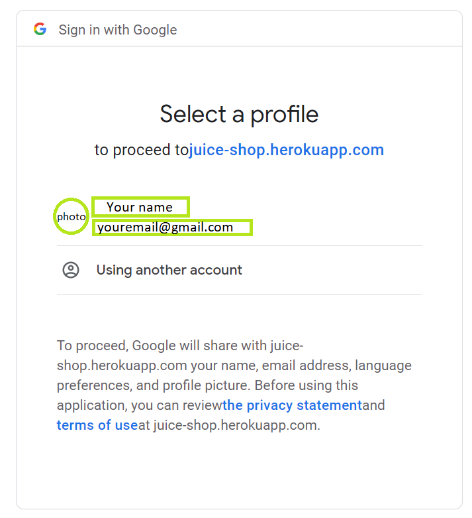 Sign in with Google
Select a profile
to proceed tojuice-shop.herokuapp.com
Your name
photo
youremail@gmail.com
Using another account
To proceed, Google will share with juice-
shop.herokuapp.com your name, email address, language
preferences, and profile picture. Before using this
application, you can reviewthe privacy statementand
terms of useat juice-shop.herokuapp.com.